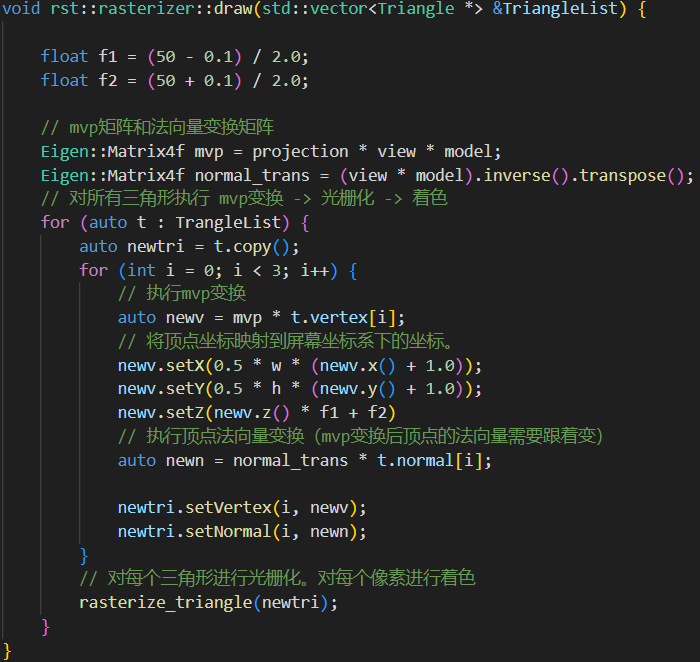 void rst::rasterizer::draw(std::vector<Triangle *> &TriangleList) {
float f1 = (50 - 0.1) / 2.0;
float f2 = (50 + 0.1) / 2.0;
// mvp矩阵和法向量变换矩阵
Eigen::Matrix4f mvp = projection * view * model;
Eigen::Matrix4f normal_trans = (view * model).inverse().transpose();
// 对所有三角形执行 mvp变换 -> 光栅化 -> 着色
for (auto t : TrangleList) {
auto newtri = t.copy();
for (int i = 0; i < 3; i++) {
// 执行mvp变换
auto newv = mvp * t.vertex[i];
// 将顶点坐标映射到屏幕坐标系下的坐标。
newv.setX(0.5 * w * (newv.x() + 1.0));
newv.setY(0.5 * h * (newv.y() + 1.0));
newv.setZ(newv.z() * f1 + f2)
// 执行顶点法向量变换（mvp变换后顶点的法向量需要跟着变）
auto newn = normal_trans * t.normal[i];
newtri.setVertex(i, newv);
newtri.setNormal(i, newn);
}
// 对每个三角形进行光栅化。对每个像素进行着色
rasterize_triangle(newtri);
}
}